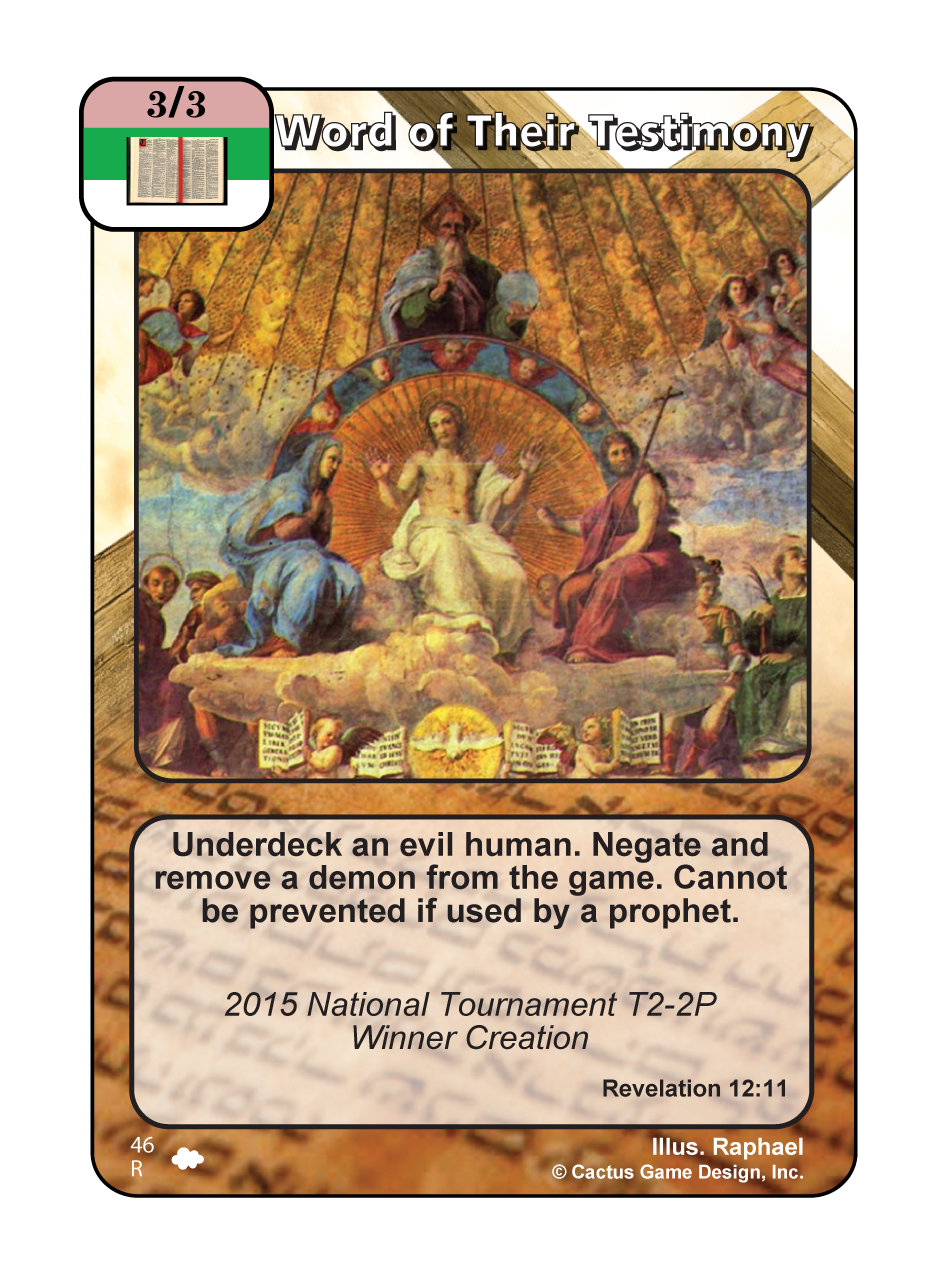 3/3
Word of Their Testimony
Underdeck an evil human. Negate and
remove a demon from the game. Cannot
be prevented if used by a prophet.
2015 National Tournament T2-2P
Winner Creation
Revelation 12:11
46
R
Illus. Raphael
© Cactus Game Design, Inc.